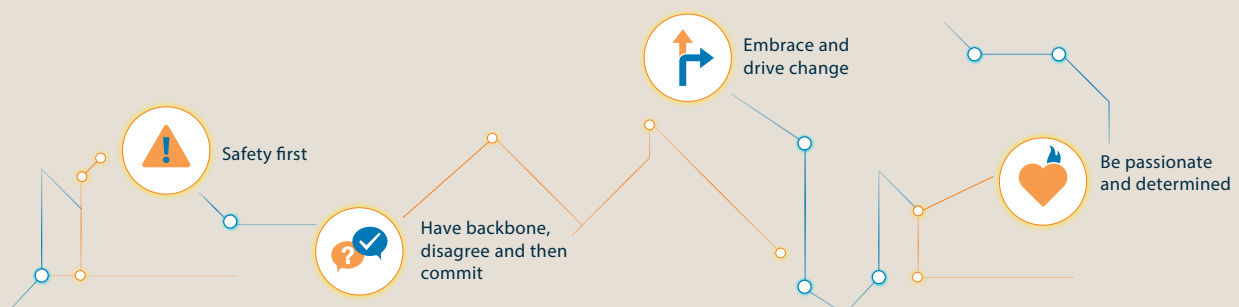 Safety first
Have backbone,
disagree and then
commit
Embrace and
drive change
Be passionate
and determined